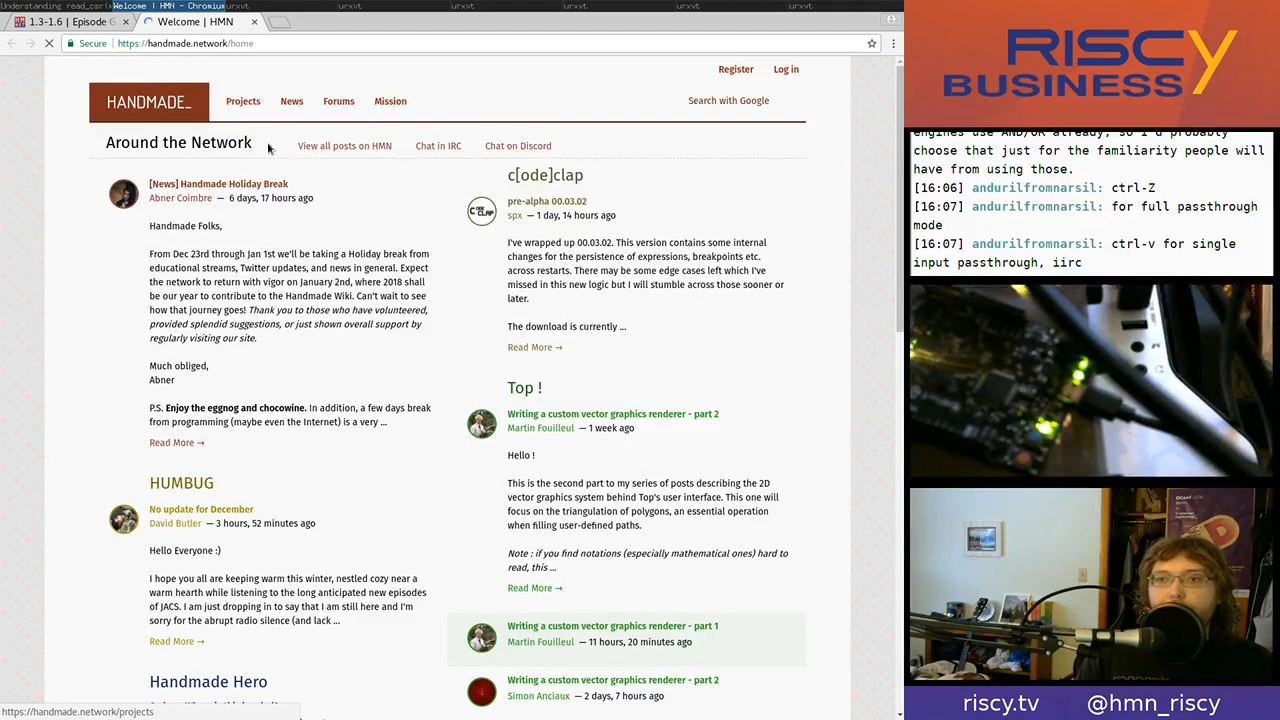 Understanding read_csr(
Welcome | HMN - Chromium
urxvt
urxvt
urxvt
urxvt
urxvt
urxvt
1.3-1.6 | Episode G
Welcome | HMN
Secure
https://handmade.network/home
Register
Log in
HANDMADE_
Projects
News
Forums
Mission
Search with Google
Around the Network
View all posts on HMN
Chat in IRC
Chat on Discord
[News] Handmade Holiday Break
Abner Coimbre — 6 days, 17 hours ago
Handmade Folks,
From Dec 23rd through Jan 1st we'll be taking a Holiday break from
educational streams, Twitter updates, and news in general. Expect
the network to return with vigor on January 2nd, where 2018 shall
be our year to contribute to the Handmade Wiki. Can't wait to see
how that journey goes! Thank you to those who have volunteered,
provided splendid suggestions, or just shown overall support by
regularly visiting our site.
Much obliged,
Abner
P.S. Enjoy the eggnog and chocowine. In addition, a few days break
from programming (maybe even the Internet) is a very ...
Read More →
HUMBUG
No update for December
David Butler — 3 hours, 52 minutes ago
Hello Everyone :)
I hope you all are keeping warm this winter, nestled cozy near a
warm hearth while listening to the long anticipated new episodes
of JACS. I am just dropping in to say that I am still here and I'm
sorry for the abrupt radio silence (and lack ...
Read More →
Handmade Hero
https://handmade.network/projects
c[ode]clap
pre-alpha 00.03.02
spx — 1 day, 14 hours ago
I've wrapped up 00.03.02. This version contains some internal
changes for the persistence of expressions, breakpoints etc.
across restarts. There may be some edge cases left which I've
missed in this new logic but I will stumble across those sooner or
later.
The download is currently ...
Read More →
Top !
Writing a custom vector graphics renderer - part 2
Martin Fouilleul — 1 week ago
Hello !
This is the second part to my series of posts describing the 2D
vector graphics system behind Top's user interface. This one will
focus on the triangulation of polygons, an essential operation
when filling user-defined paths.
Note : if you find notations (especially mathematical ones) hard to
read, this ...
Read More →
Writing a custom vector graphics renderer - part 1
Martin Fouilleul — 11 hours, 20 minutes ago
Writing a custom vector graphics renderer - part 2
Simon Anciaux — 2 days, 7 hours ago
RISCY
BUSINESS
engines use AND/OR already, so I'd probably
choose that just for the familiarity people will
have from using those.
[16:06] andurilfromnarsil: ctrl-Z
[16:07] andurilfromnarsil: for full passthrough
mode
[16:07] andurilfromnarsil: ctrl-v for single
input passthrough, iirc
CODE
CLAP
riscy.tv
@hmn_riscy